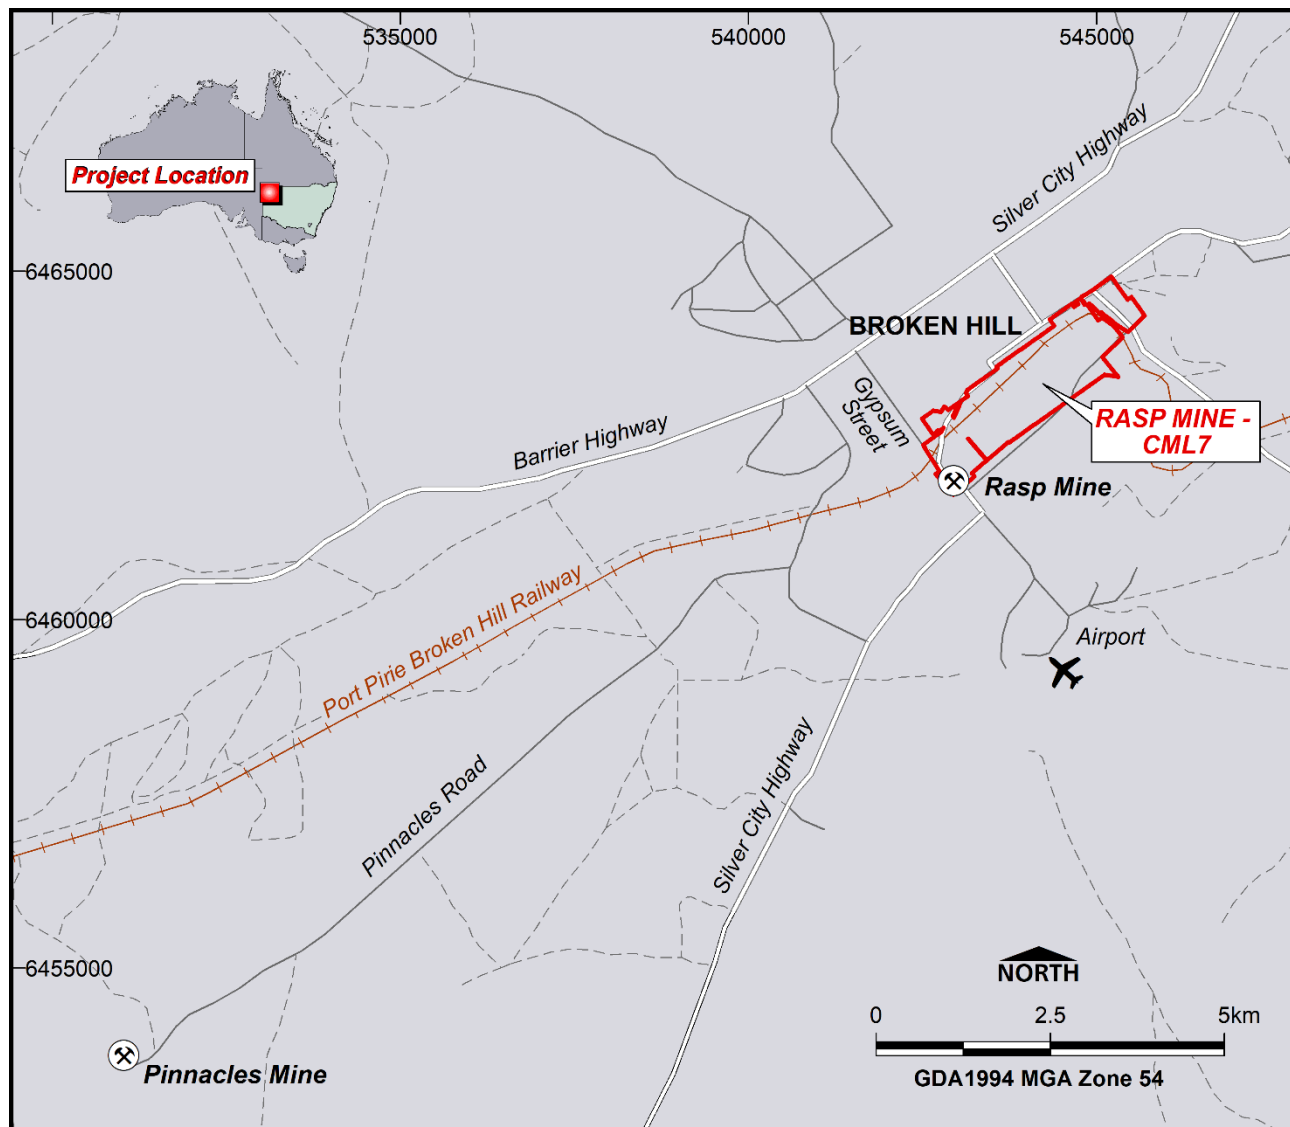 535000
540000
545000
Silver City Highway
Project Location
6465000
BROKEN HILL
Gypsum
Street
RASP MINE -
CML7
Barrier Highway
Rasp Mine
Port Pirie Broken Hill Railway
6460000
Airport
Pinnacles Road
Silver City Highway
6455000
NORTH
0
2.5
5km
GDA1994 MGA Zone 54
Pinnacles Mine